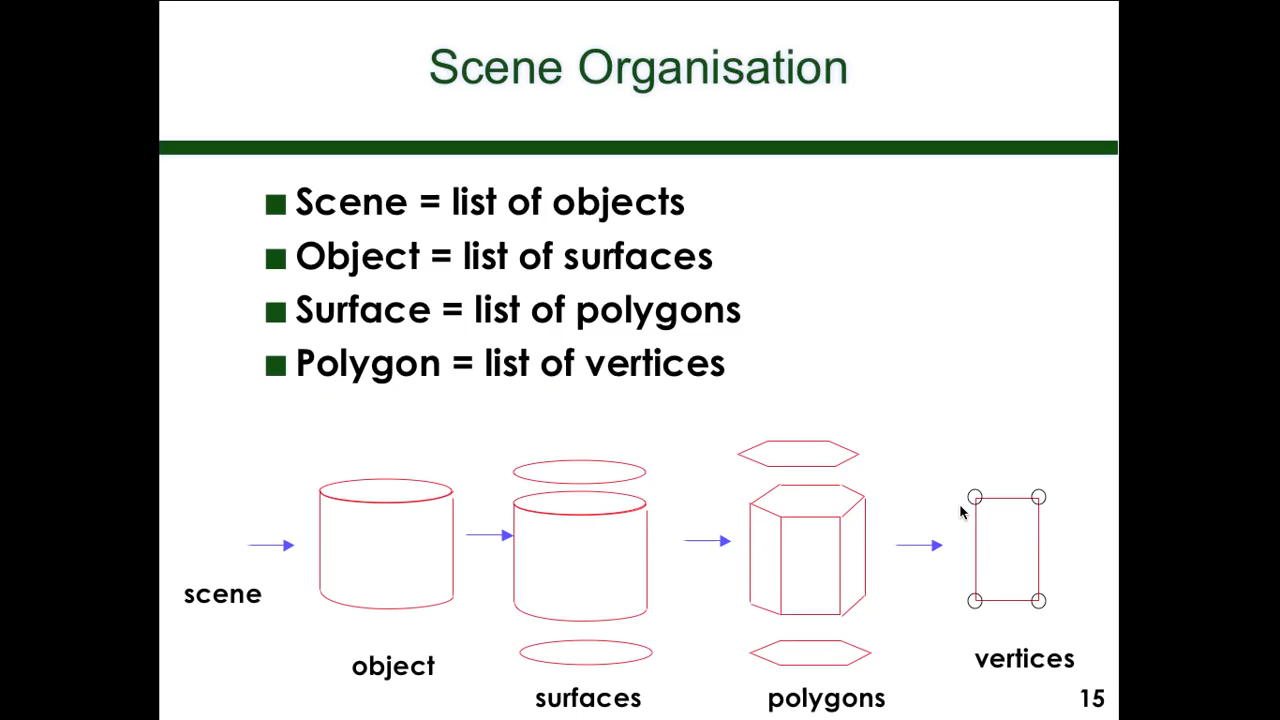 Scene Organisation
Scene = list of objects
Object = list of surfaces
Surface = list of polygons
Polygon = list of vertices
scene
object
surfaces
polygons
vertices
15